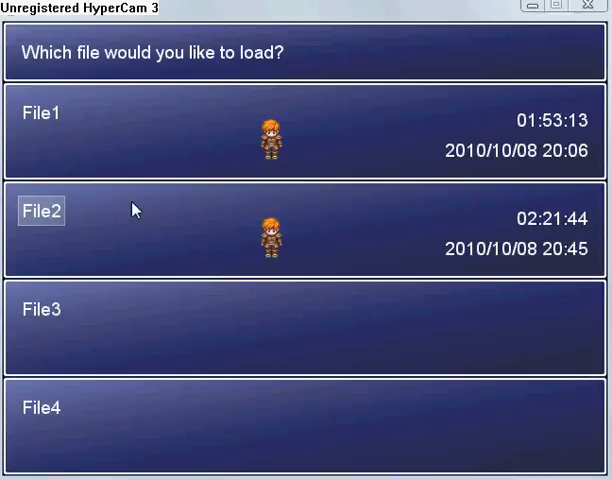 Unregistered HyperCam 3
Which file would you like to load?
File1
01:53:13
2010/10/08 20:06
File2
02:21:44
2010/10/08 20:45
File3
File4